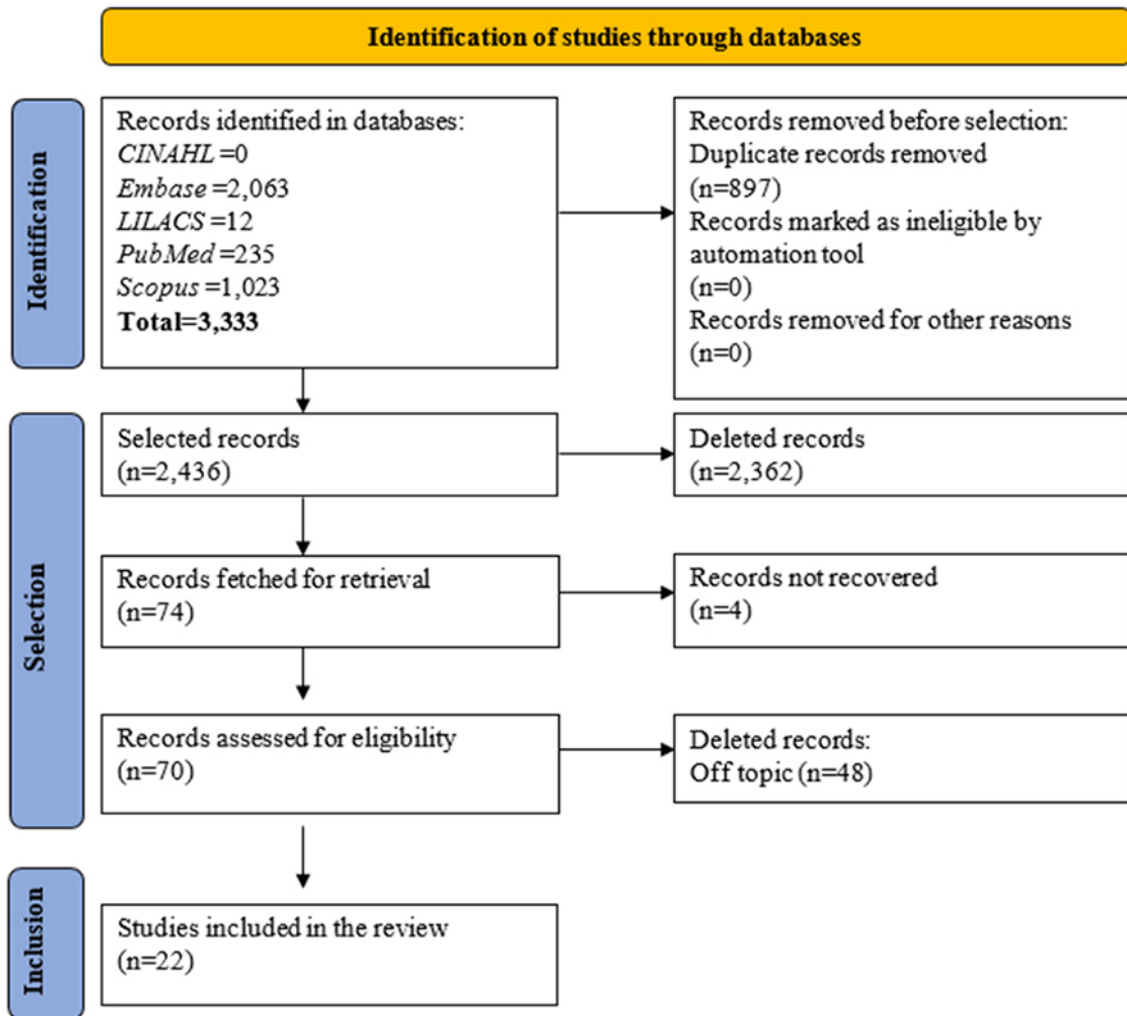 Identification of studies through databases
Identification
Records identified in databases:
CINAHL =0
Embase =2,063
LILACS =12
PubMed =235
Scopus =1,023
Total=3,333
Records removed before selection:
Duplicate records removed
(n=897)
Records marked as ineligible by
automation tool
(n=0)
Records removed for other reasons
(n=0)
Selection
Selected records
(n=2,436)
Deleted records
(n=2,362)
Records fetched for retrieval
(n=74)
Records not recovered
(n=4)
Records assessed for eligibility
(n=70)
Deleted records:
Off topic (n=48)
Inclusion
Studies included in the review
(n=22)